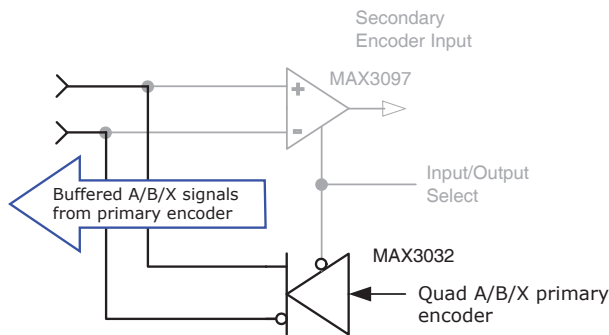 Secondary
Encoder Input
MAX3097
+
-
Input/Output
Select
Buffered A/B/X signals
from primary encoder
MAX3032
Quad A/B/X primary
encoder